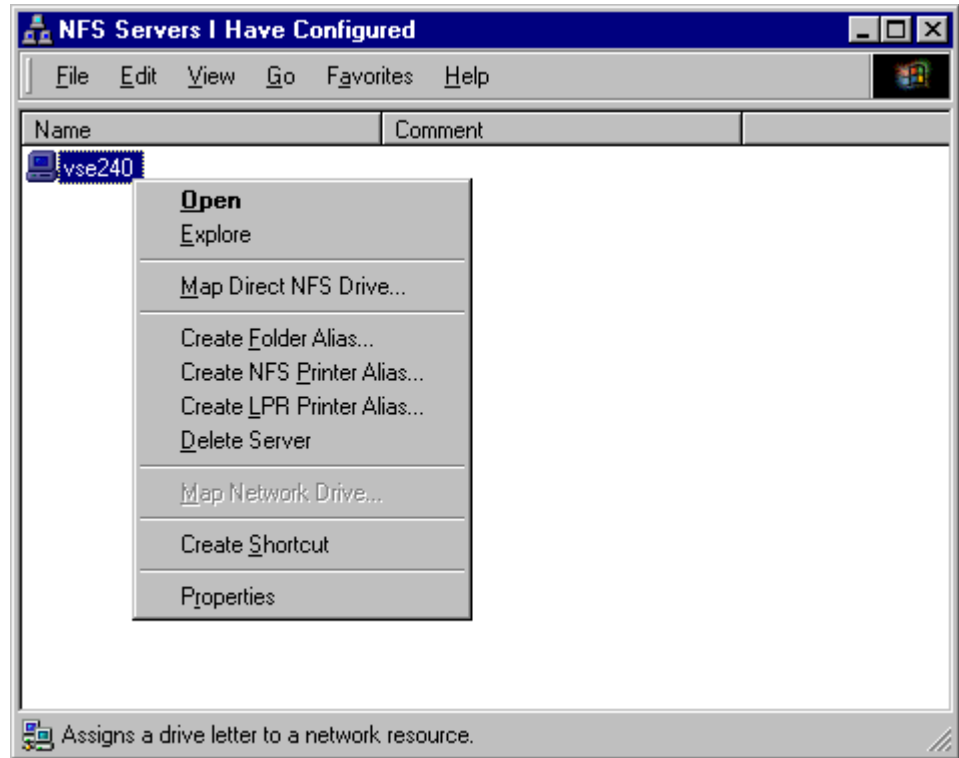 NFS Servers I Have Configured
File Edit View Go Favorites Help
Name Comment
vse240
Open
Explore
Map Direct NFS Drive...
Create Folder Alias...
Create NFS Printer Alias...
Create LPR Printer Alias...
Delete Server
Map Network Drive...
Create Shortcut
Properties
Assigns a drive letter to a network resource.